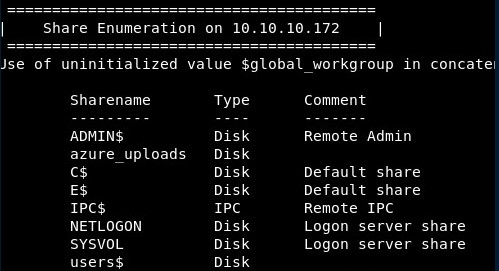 =========================================
|    Share Enumeration on 10.10.10.172    |
 =========================================
Use of uninitialized value $global_workgroup in concaten
Sharename       Type      Comment
---------       ----      -------
ADMIN$          Disk      Remote Admin
azure_uploads   Disk
C$              Disk      Default share
E$              Disk      Default share
IPC$            IPC       Remote IPC
NETLOGON        Disk      Logon server share
SYSVOL          Disk      Logon server share
users$          Disk